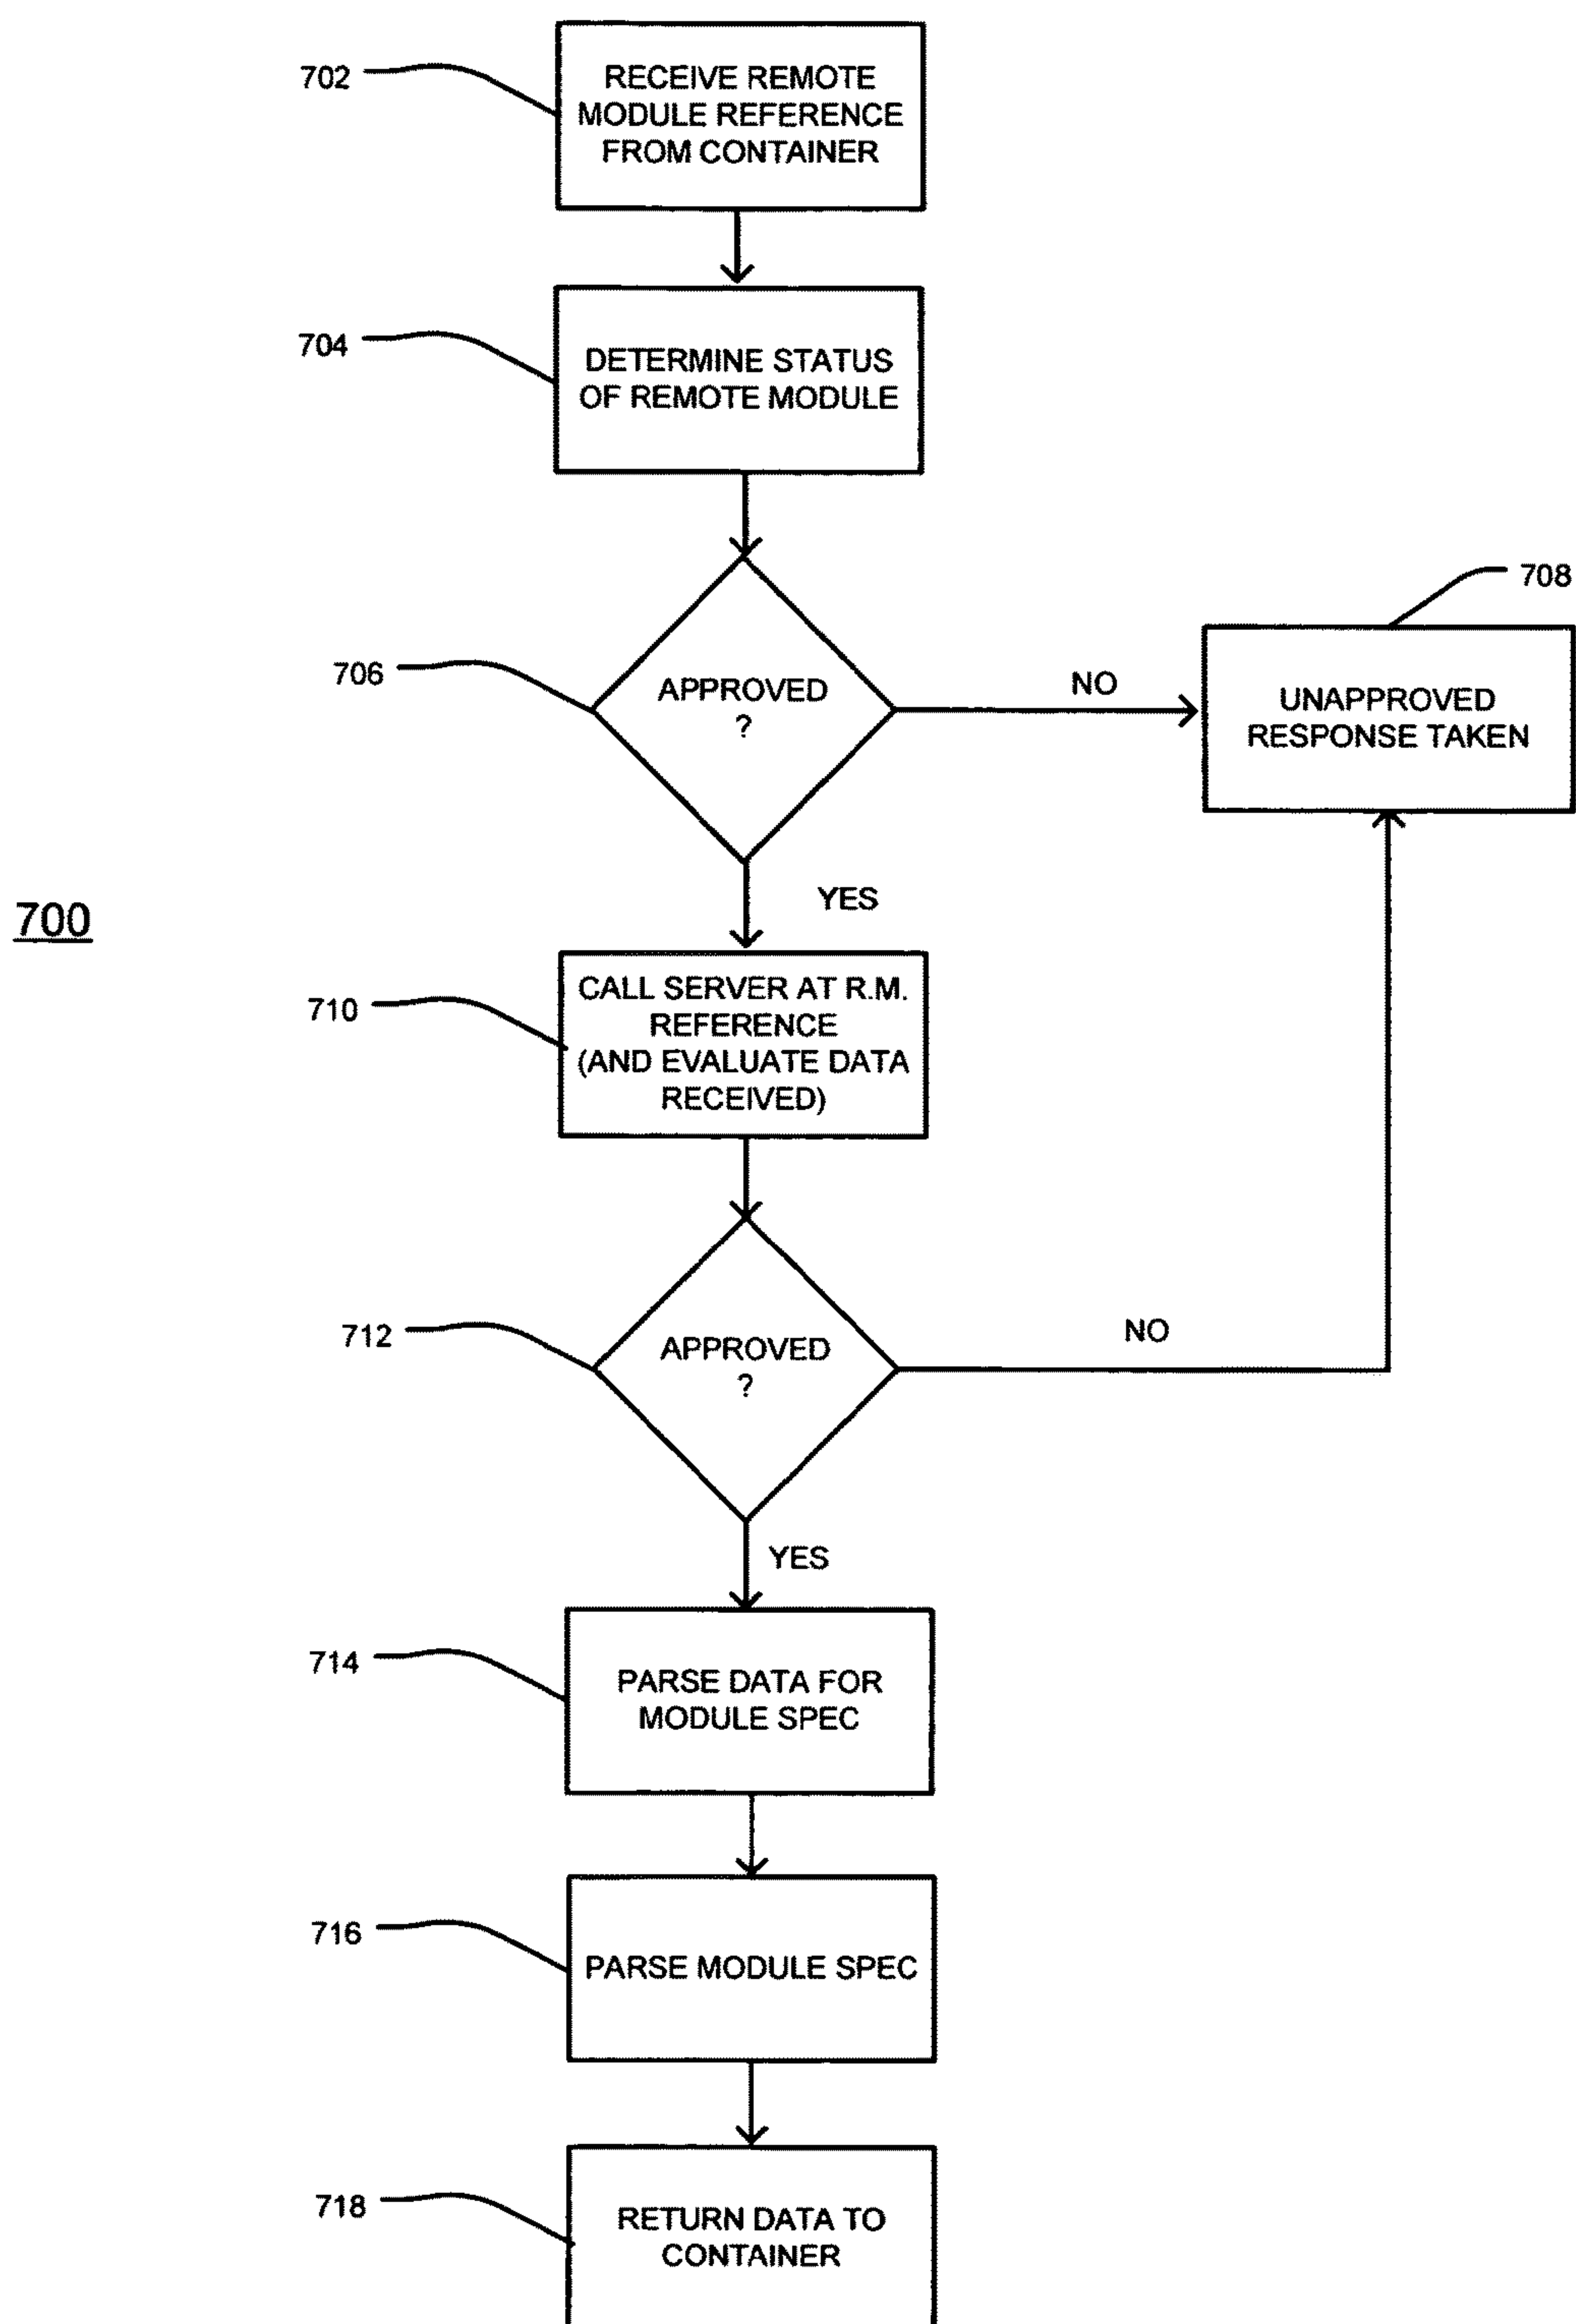 702
RECEIVE REMOTE
MODULE REFERENCE
FROM CONTAINER
704
DETERMINE STATUS
OF REMOTE MODULE
706
APPROVED
?
NO
708
UNAPPROVED
RESPONSE TAKEN
YES
700
710
CALL SERVER AT R.M.
REFERENCE
(AND EVALUATE DATA
RECEIVED)
712
APPROVED
?
NO
YES
714
PARSE DATA FOR
MODULE SPEC
716
PARSE MODULE SPEC
718
RETURN DATA TO
CONTAINER